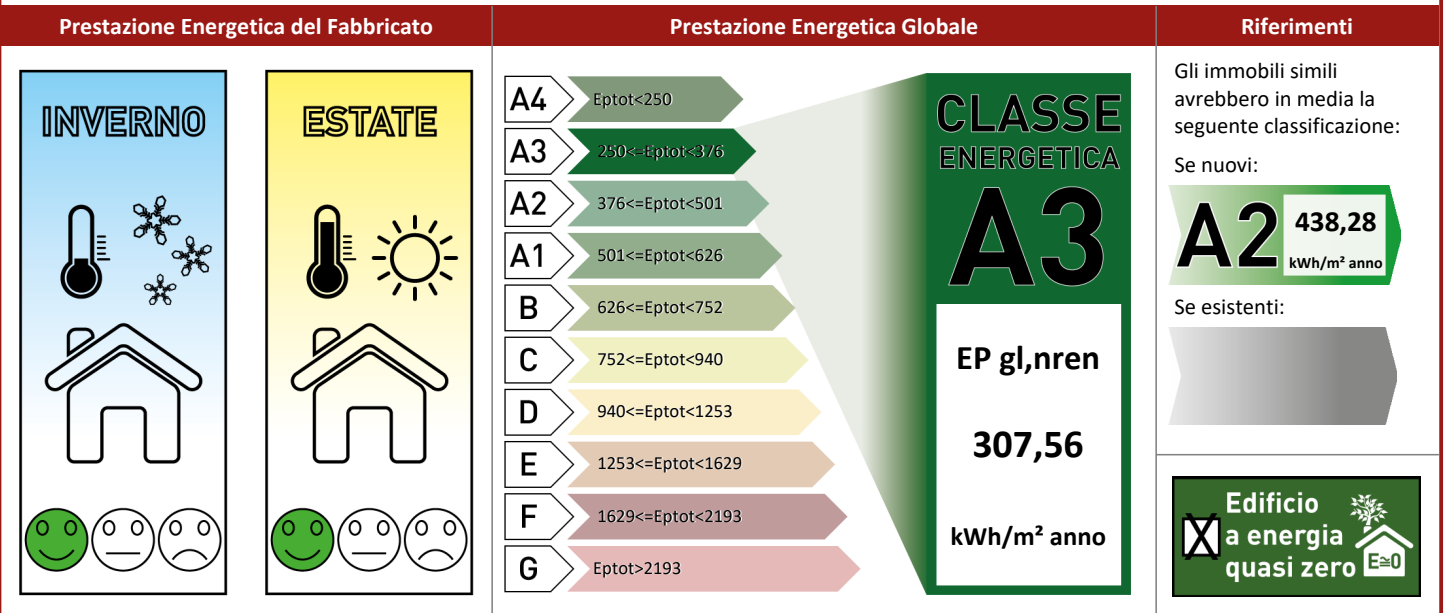 Prestazione Energetica del Fabbricato
Prestazione Energetica Globale
Riferimenti
INVERNO
ESTATE
A4 Eptot<250
A3 250<=Eptot<376
A2 376<=Eptot<501
A1 501<=Eptot<626
B 626<=Eptot<752
C 752<=Eptot<940
D 940<=Eptot<1253
E 1253<=Eptot<1629
F 1629<=Eptot<2193
G Eptot>2193
CLASSE
ENERGETICA
A3
EP gl,nren
307,56
kWh/m² anno
Gli immobili simili
avrebbero in media la
seguente classificazione:
Se nuovi:
A2 438,28
kWh/m² anno
Se esistenti:
X Edificio
a energia
quasi zero
E≅0